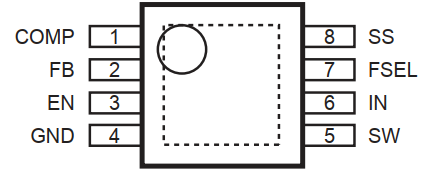 COMP 1 8 SS
FB 2 7 FSEL
EN 3 6 IN
GND 4 5 SW